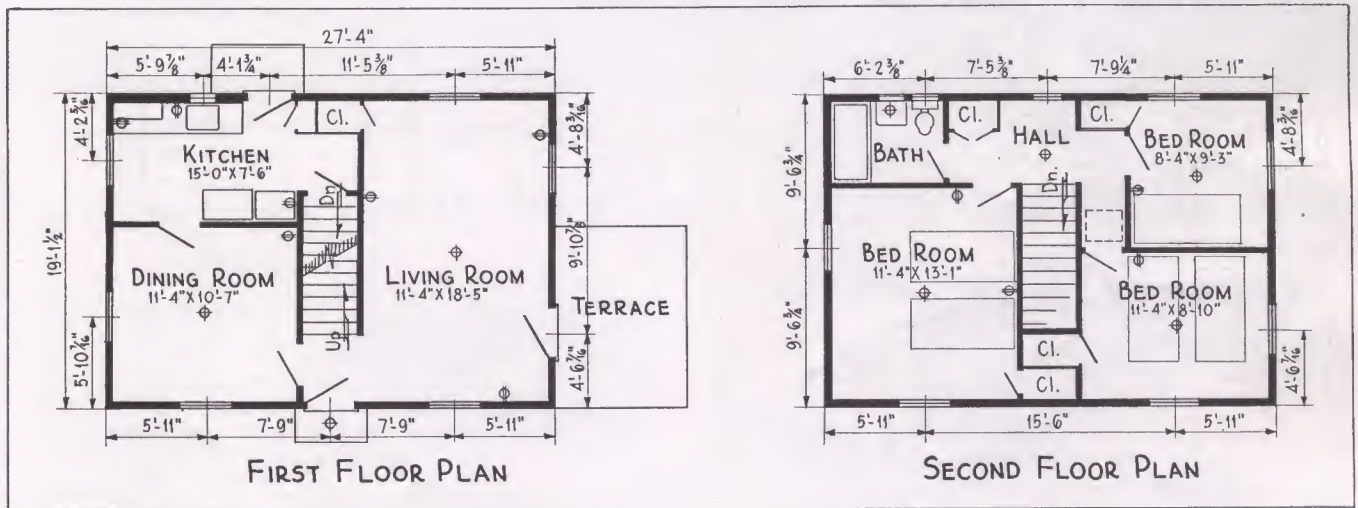 27'-4"
5'-9⅞" 4'-1¾" 11'-5⅜" 5'-11"
4'-2 5/16"
19'-1½"
5'-10 7/16"
KITCHEN
15'-0"X7'-6"
Cl.
Dn.
DINING ROOM
11'-4"X10'-7"
LIVING ROOM
11'-4"X18'-5"
Up
4'-8 3/16"
9'-10⅞"
4'-6 7/16"
TERRACE
5'-11" 7'-9" 7'-9" 5'-11"
FIRST FLOOR PLAN
6'-2⅜" 7'-5⅜" 7'-9¼" 5'-11"
9'-6¾"
9'-6¾"
BATH
Cl.
HALL
Cl.
BED ROOM
8'-4"X9'-3"
Dn.
BED ROOM
11'-4"X13'-1"
BED ROOM
11'-4"X8'-10"
Cl.
Cl.
4'-8 3/16"
4'-6 7/16"
5'-11" 15'-6" 5'-11"
SECOND FLOOR PLAN